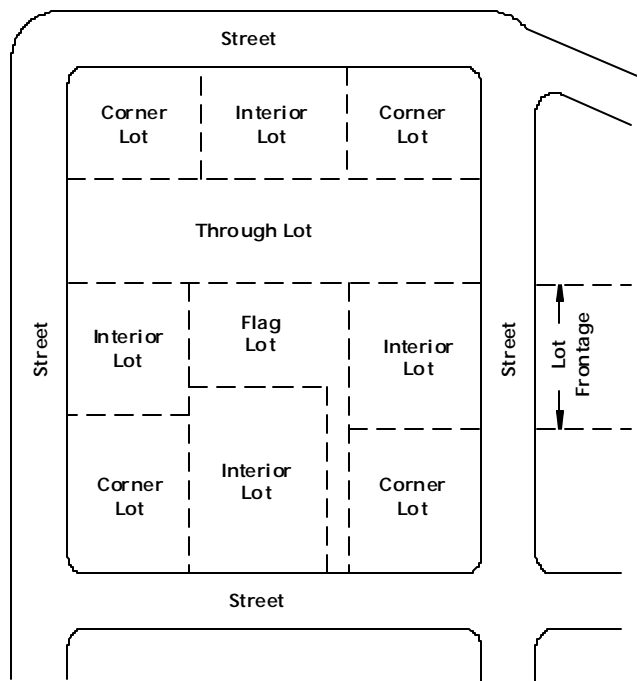 Street
Corner
Lot
Interior
Lot
Corner
Lot
Through Lot
Street
Interior
Lot
Flag
Lot
Interior
Lot
Street
Lot
Frontage
Corner
Lot
Interior
Lot
Corner
Lot
Street